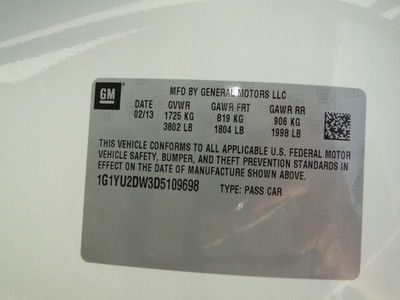 GM
MFD BY GENERAL MOTORS LLC
DATE GVWR GAWR FRT GAWR RR
02/13 1725 KG 819 KG 906 KG
3802 LB 1804 LB 1998 LB
THIS VEHICLE CONFORMS TO ALL APPLICABLE U.S. FEDERAL MOTOR
VEHICLE SAFETY, BUMPER, AND THEFT PREVENTION STANDARDS IN
EFFECT ON THE DATE OF MANUFACTURE SHOWN ABOVE.
1G1YU2DW3D5109698 TYPE: PASS CAR